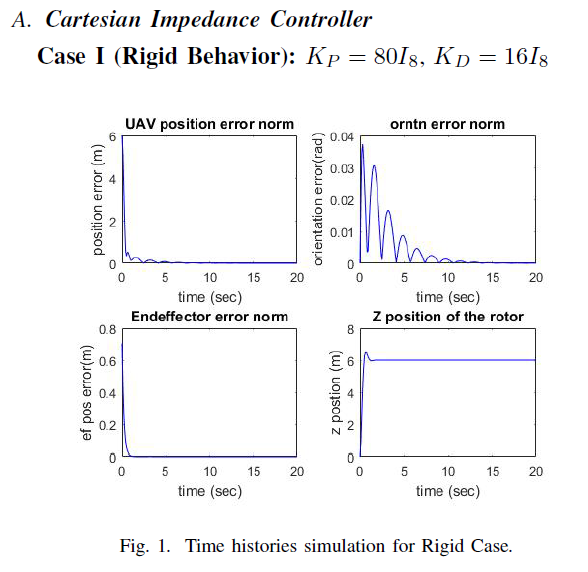 A. Cartesian Impedance Controller
Case I (Rigid Behavior): K_P = 80I_8, K_D = 16I_8
UAV position error norm
position error (m)
6
4
2
0
0 5 10 15 20
time (sec)
orntn error norm
orientation error(rad)
0.04
0.03
0.02
0.01
0
0 5 10 15 20
time (sec)
Endeffector error norm
ef pos error(m)
0.8
0.6
0.4
0.2
0
0 5 10 15 20
time (sec)
Z position of the rotor
z postion (m)
8
6
4
2
0
0 5 10 15 20
time (sec)
Fig. 1. Time histories simulation for Rigid Case.